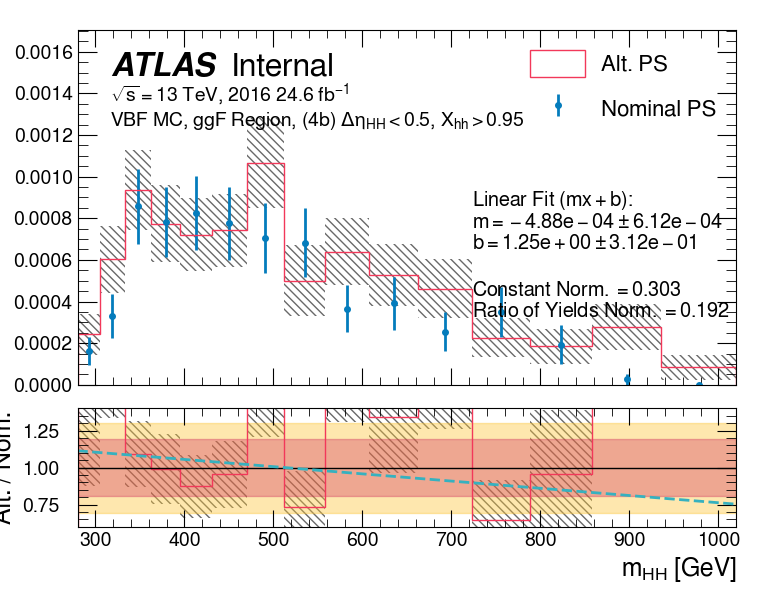 ATLAS Internal
√s = 13 TeV, 2016 24.6 fb⁻¹
VBF MC, ggF Region, (4b) Δη_HH < 0.5, X_hh > 0.95
Alt. PS
Nominal PS
Linear Fit (mx + b):
m = − 4.88e − 04 ± 6.12e − 04
b = 1.25e + 00 ± 3.12e − 01
Constant Norm. = 0.303
Ratio of Yields Norm. = 0.192
0.0016
0.0014
0.0012
0.0010
0.0008
0.0006
0.0004
0.0002
0.0000
Alt. / Nom.
1.25
1.00
0.75
300 400 500 600 700 800 900 1000
m_HH [GeV]